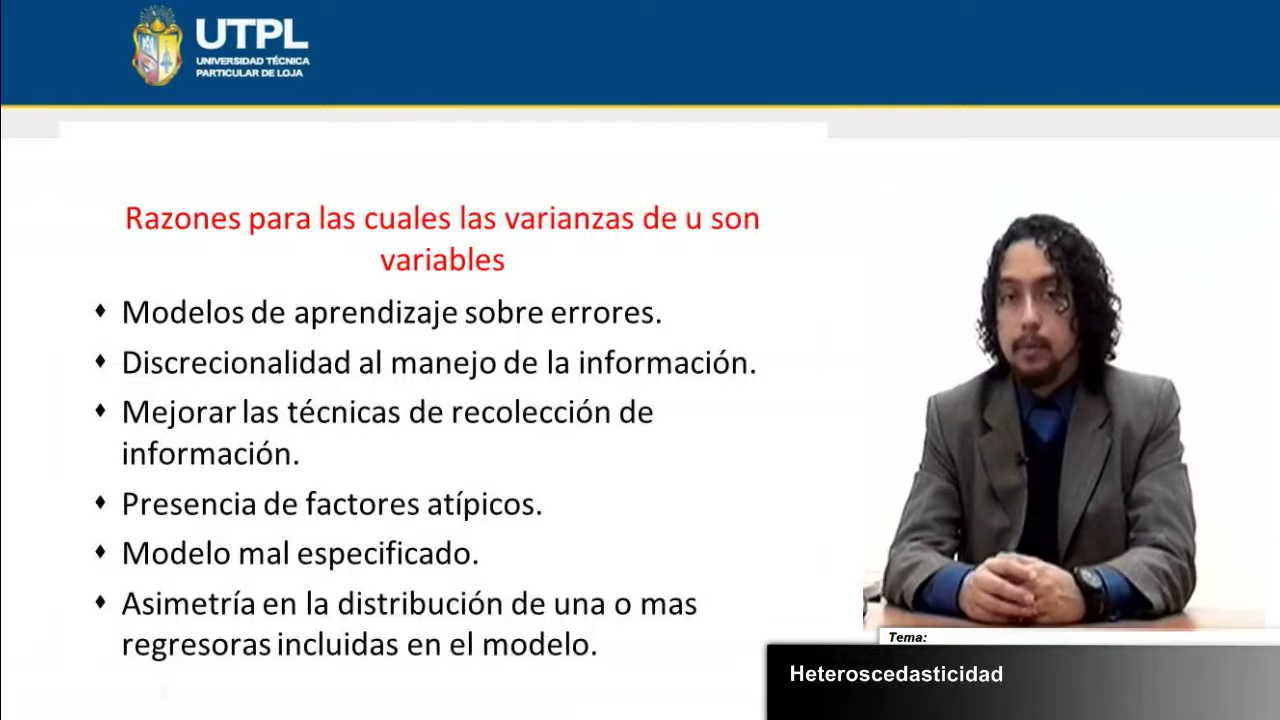 UTPL
UNIVERSIDAD TÉCNICA
PARTICULAR DE LOJA
Razones para las cuales las varianzas de u son
variables
Modelos de aprendizaje sobre errores.
Discrecionalidad al manejo de la información.
Mejorar las técnicas de recolección de
información.
Presencia de factores atípicos.
Modelo mal especificado.
Asimetría en la distribución de una o mas
regresoras incluidas en el modelo.
Tema:
Heteroscedasticidad